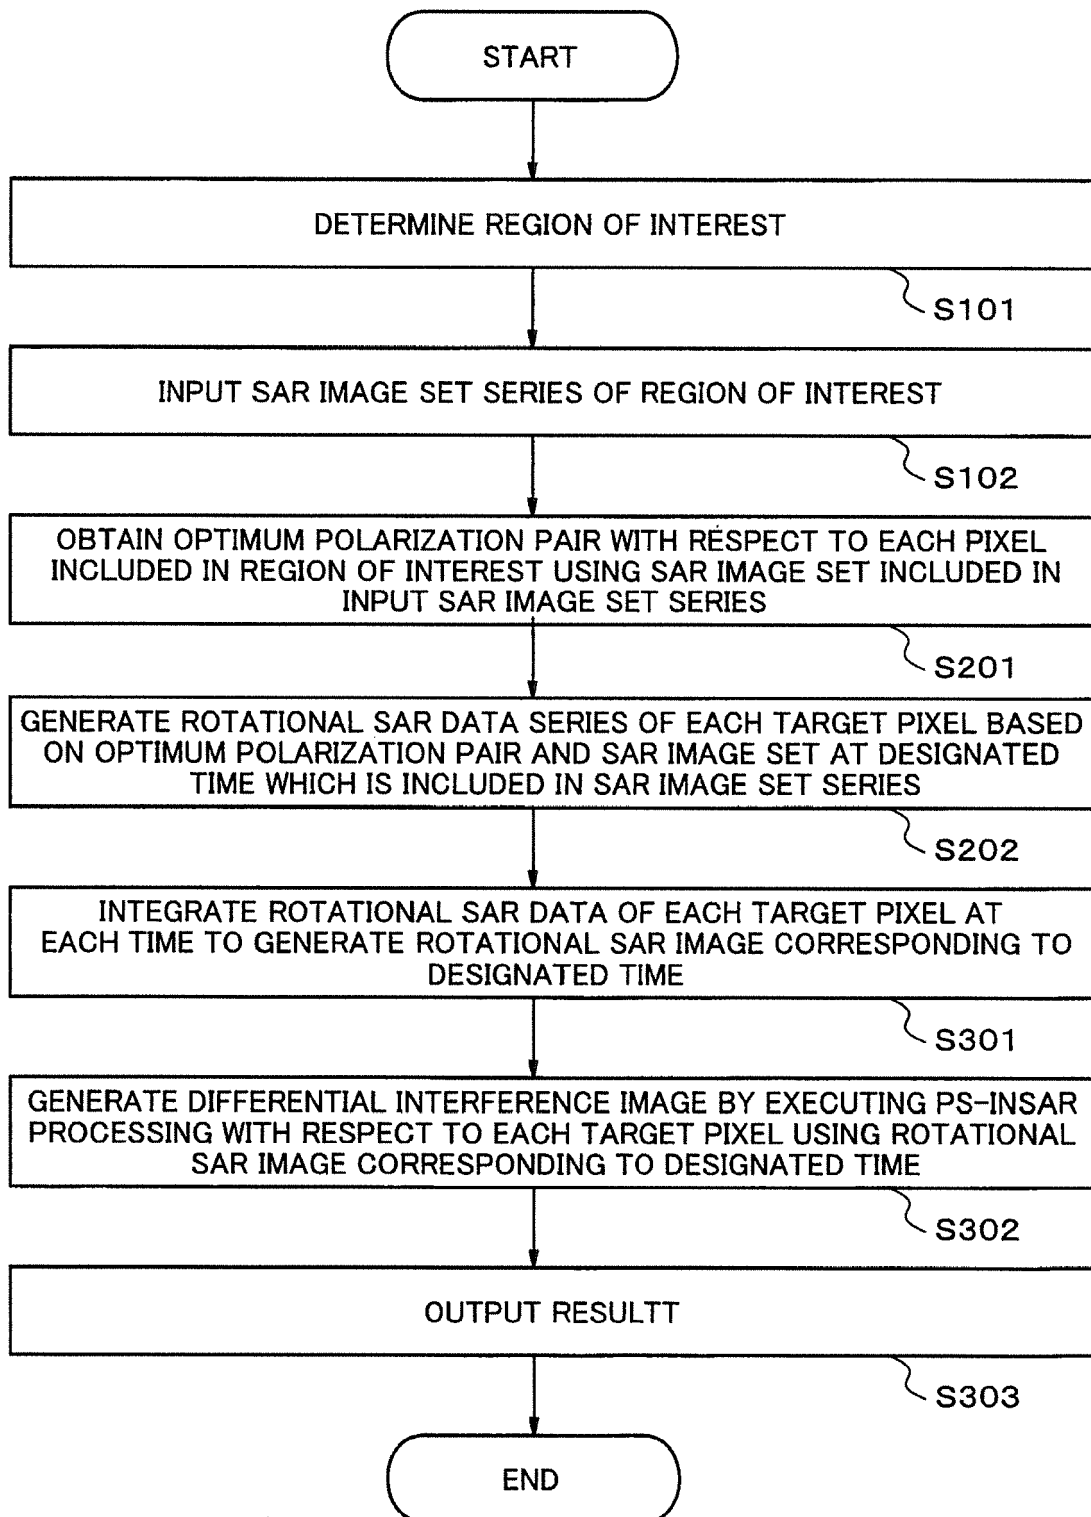 START
DETERMINE REGION OF INTEREST
S101
INPUT SAR IMAGE SET SERIES OF REGION OF INTEREST
S102
OBTAIN OPTIMUM POLARIZATION PAIR WITH RESPECT TO EACH PIXEL
INCLUDED IN REGION OF INTEREST USING SAR IMAGE SET INCLUDED IN
INPUT SAR IMAGE SET SERIES
S201
GENERATE ROTATIONAL SAR DATA SERIES OF EACH TARGET PIXEL BASED
ON OPTIMUM POLARIZATION PAIR AND SAR IMAGE SET AT DESIGNATED
TIME WHICH IS INCLUDED IN SAR IMAGE SET SERIES
S202
INTEGRATE ROTATIONAL SAR DATA OF EACH TARGET PIXEL AT
EACH TIME TO GENERATE ROTATIONAL SAR IMAGE CORRESPONDING TO
DESIGNATED TIME
S301
GENERATE DIFFERENTIAL INTERFERENCE IMAGE BY EXECUTING PS-INSAR
PROCESSING WITH RESPECT TO EACH TARGET PIXEL USING ROTATIONAL
SAR IMAGE CORRESPONDING TO DESIGNATED TIME
S302
OUTPUT RESULTT
S303
END